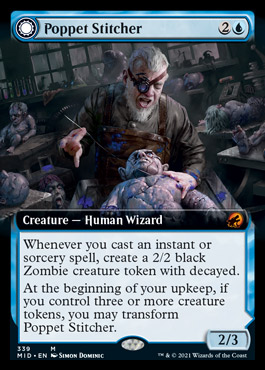 Poppet Stitcher 2
Creature — Human Wizard
Whenever you cast an instant or
sorcery spell, create a 2/2 black
Zombie creature token with decayed.
At the beginning of your upkeep, if
you control three or more creature
tokens, you may transform
Poppet Stitcher.
2/3
339 M
MID • EN SIMON DOMINIC ™ & © 2021 Wizards of the Coast